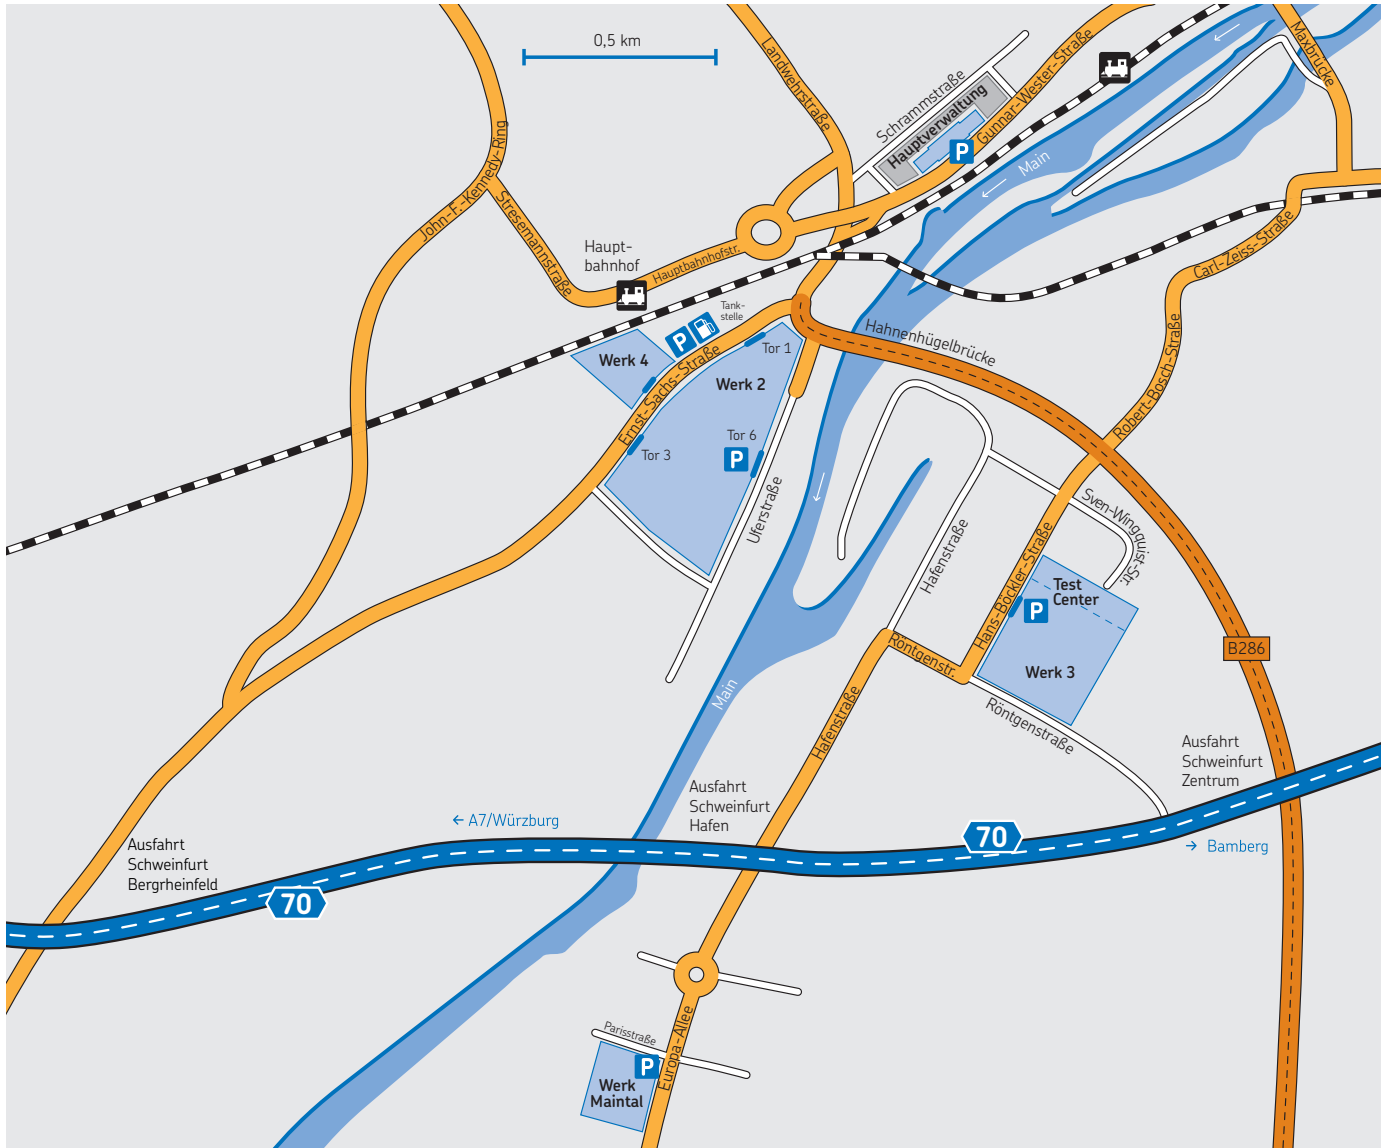 0,5 km
Landwehrstraße
Schrammstraße
Hauptverwaltung
P
Gunnar-Wester-Straße
Maxbrücke
Main
John-F.-Kennedy-Ring
Stresemannstraße
Haupt-
bahnhof
Hauptbahnhofstr.
Carl-Zeiss-Straße
Tank-
stelle
P
Hahnenhügelbrücke
Werk 4
Tor 1
Werk 2
Ernst-Sachs-Straße
Robert-Bosch-Straße
Tor 6
P
Tor 3
Uferstraße
Sven-Wingquist-Str.
Hafenstraße
Hans-Böckler-Straße
Test
Center
P
Röntgenstr.
Werk 3
B286
Main
Röntgenstraße
Hafenstraße
Ausfahrt
Schweinfurt
Zentrum
Ausfahrt
Schweinfurt
Hafen
← A7/Würzburg
70
→ Bamberg
Ausfahrt
Schweinfurt
Bergrheinfeld
70
Parisstraße
Europa-Allee
P
Werk
Maintal